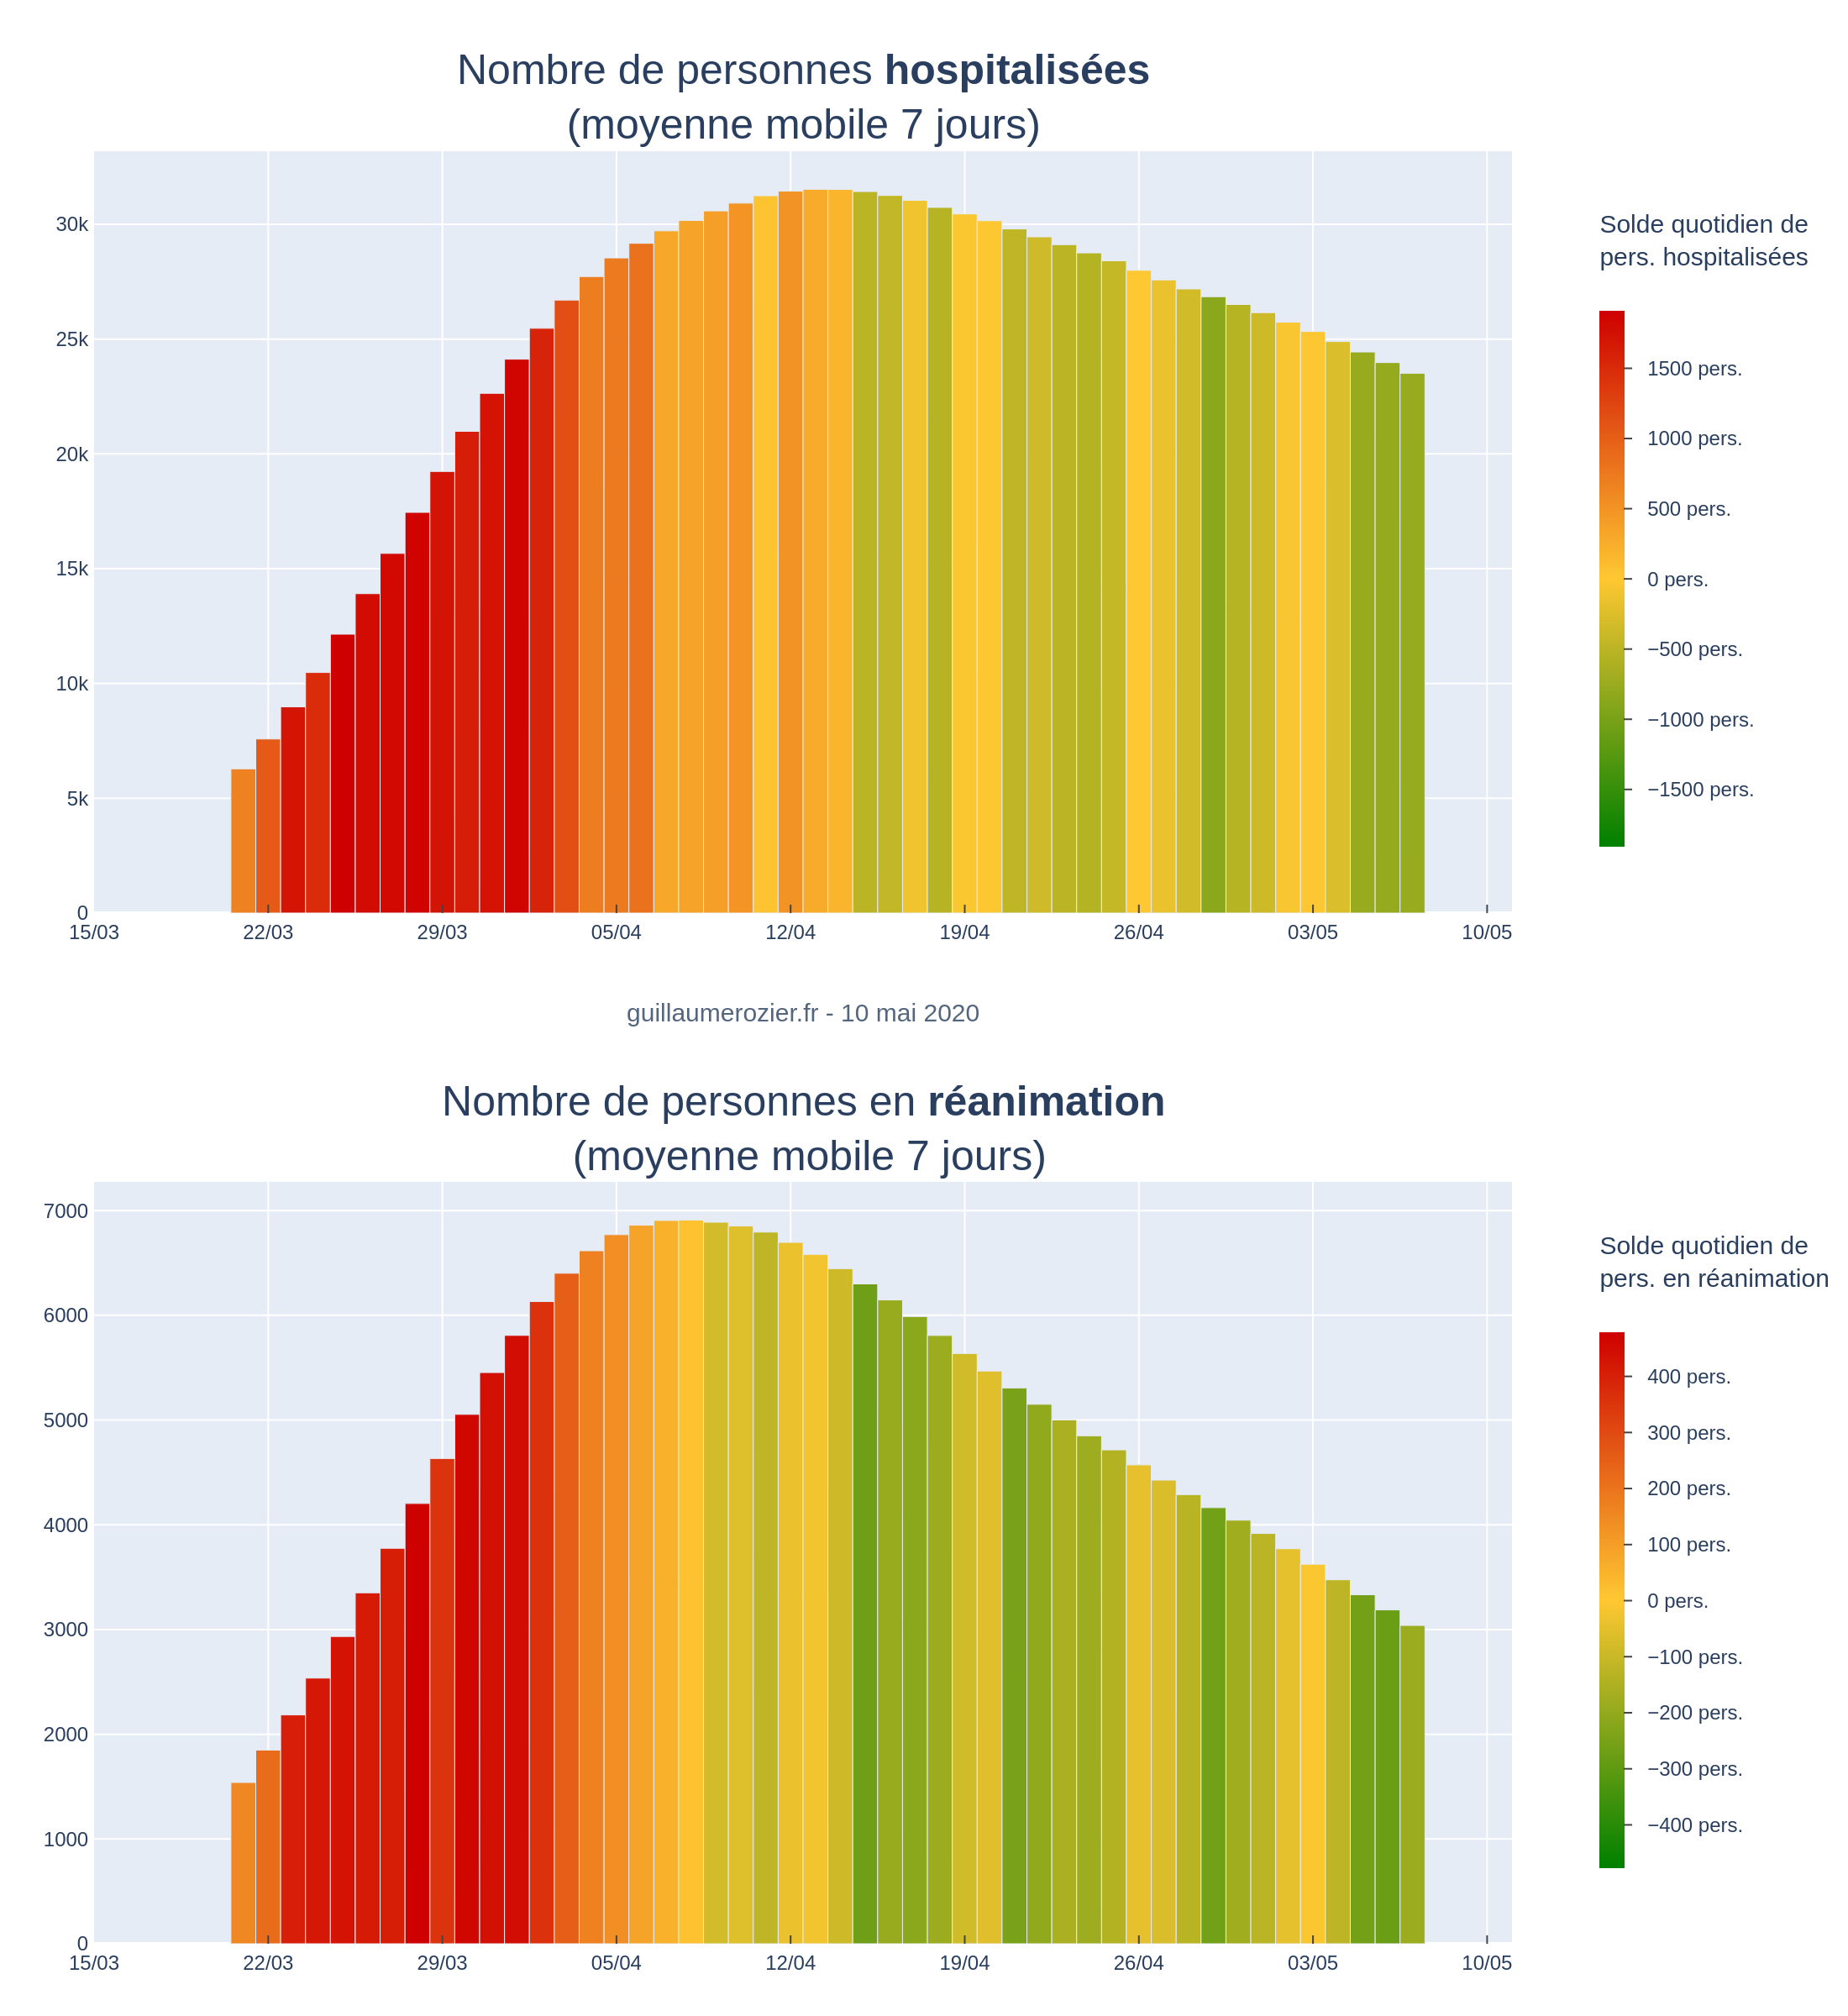 Nombre de personnes hospitalisées
(moyenne mobile 7 jours)
30k
25k
20k
15k
10k
5k
0
15/03 22/03 29/03 05/04 12/04 19/04 26/04 03/05 10/05
Solde quotidien de
pers. hospitalisées
1500 pers.
1000 pers.
500 pers.
0 pers.
−500 pers.
−1000 pers.
−1500 pers.
guillaumerozier.fr - 10 mai 2020
Nombre de personnes en réanimation
(moyenne mobile 7 jours)
7000
6000
5000
4000
3000
2000
1000
0
15/03 22/03 29/03 05/04 12/04 19/04 26/04 03/05 10/05
Solde quotidien de
pers. en réanimation
400 pers.
300 pers.
200 pers.
100 pers.
0 pers.
−100 pers.
−200 pers.
−300 pers.
−400 pers.